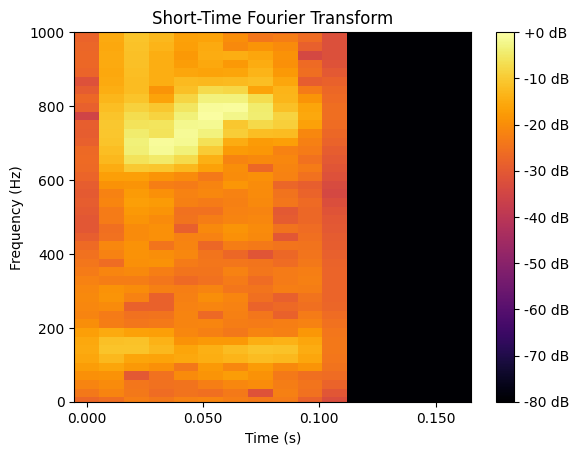 Short-Time Fourier Transform
1000
800
600
400
200
0
Frequency (Hz)
0.000
0.050
0.100
0.150
Time (s)
+0 dB
-10 dB
-20 dB
-30 dB
-40 dB
-50 dB
-60 dB
-70 dB
-80 dB